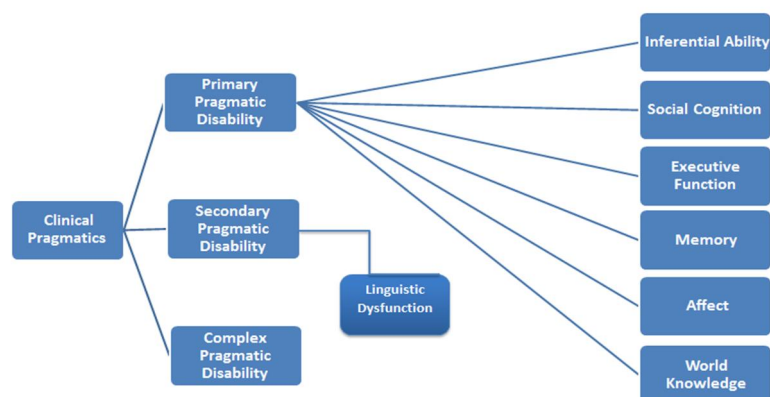 Clinical
Pragmatics
Primary
Pragmatic
Disability
Secondary
Pragmatic
Disability
Complex
Pragmatic
Disability
Linguistic
Dysfunction
Inferential Ability
Social Cognition
Executive
Function
Memory
Affect
World
Knowledge